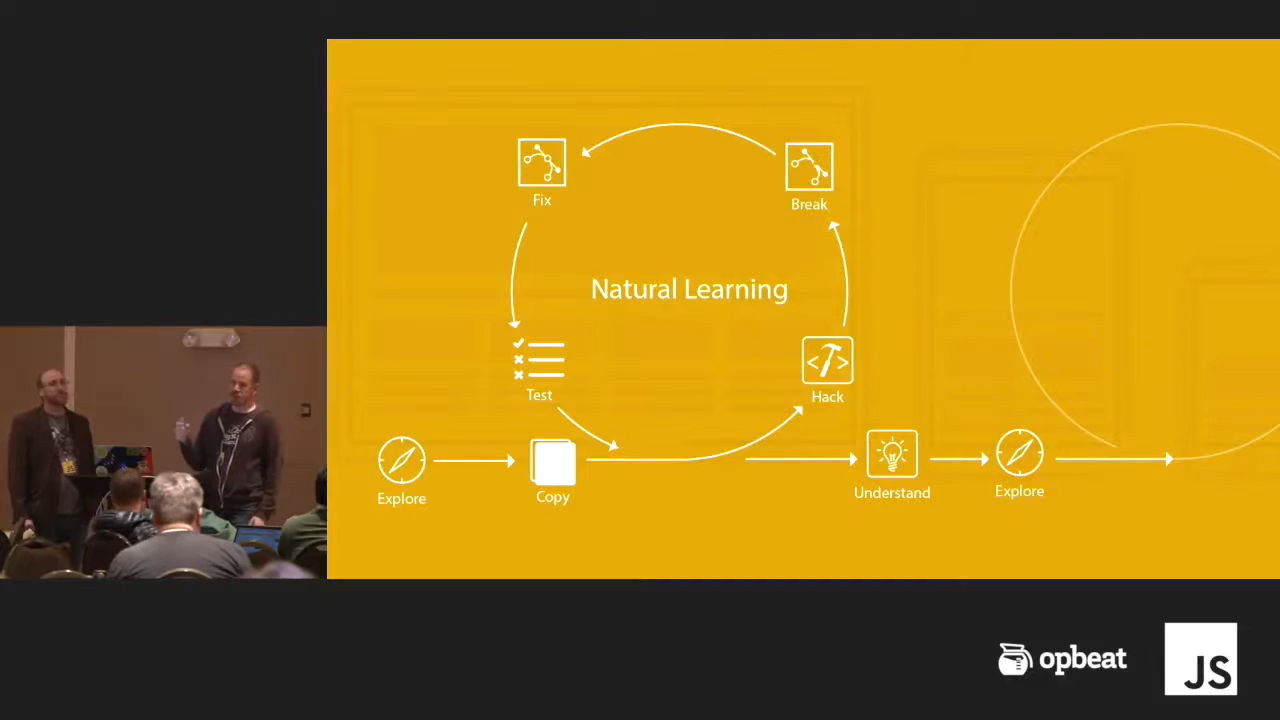 Fix
Break
Natural Learning
Test
Hack
Explore
Copy
Understand
Explore
opbeat
JS